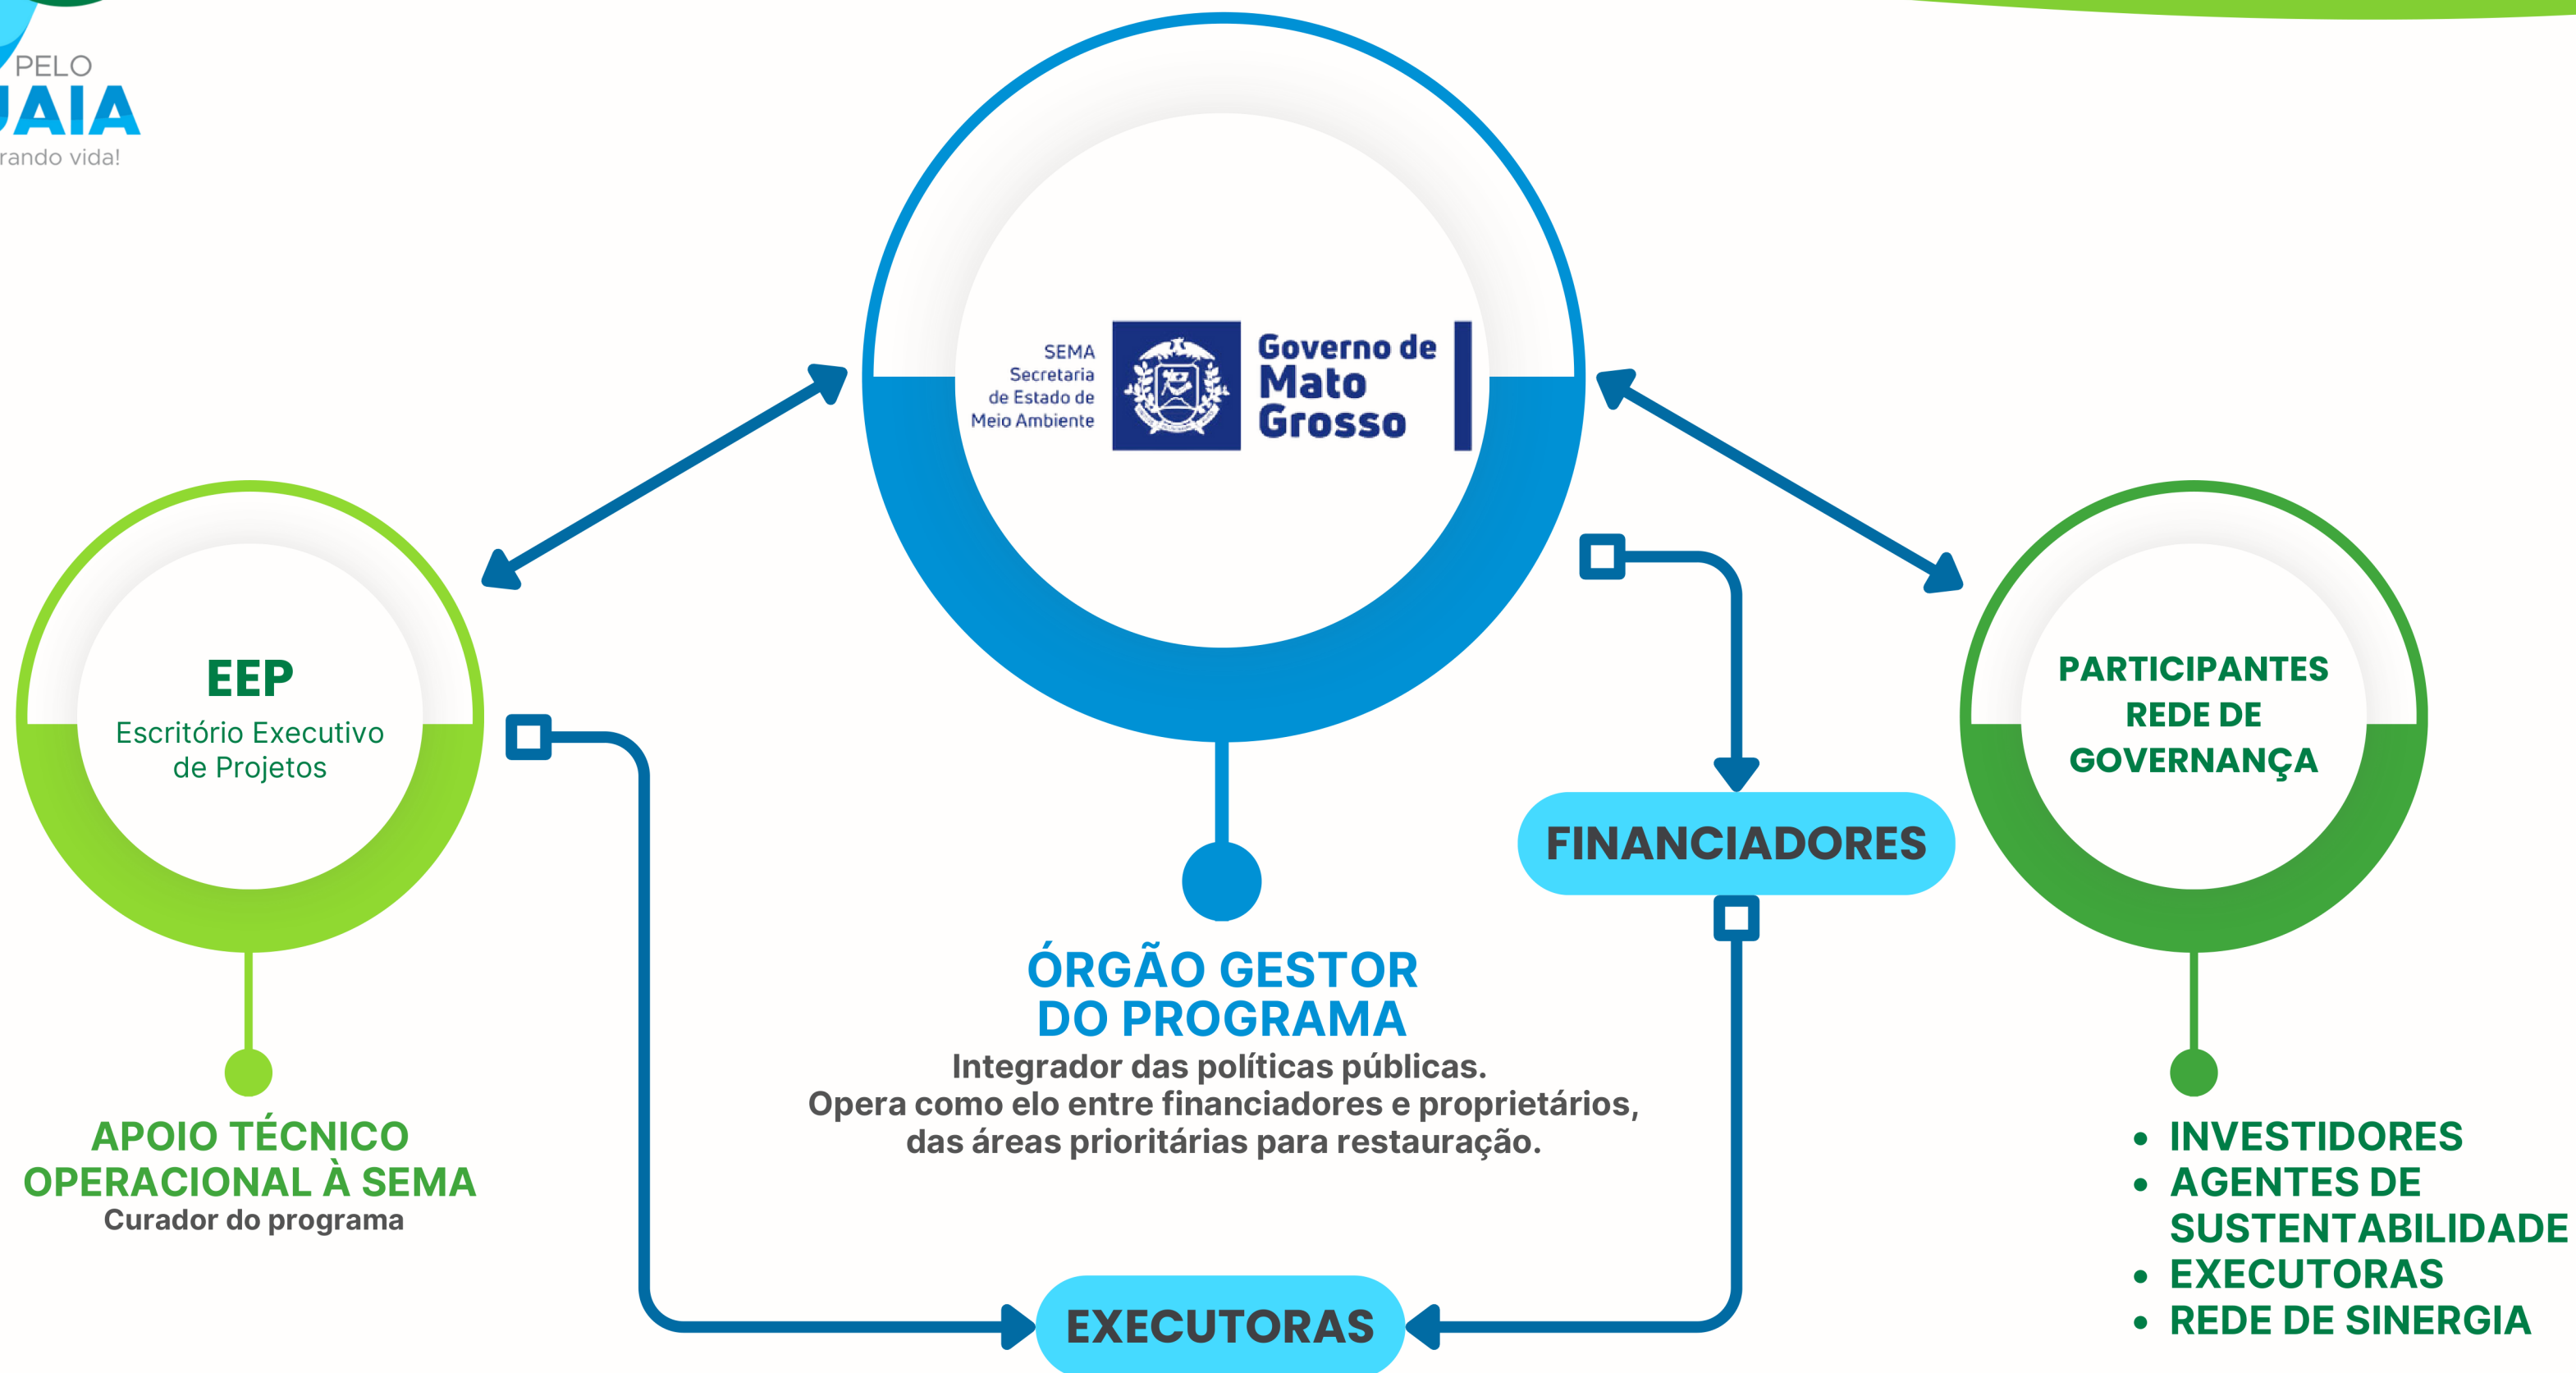 PELO
UAIA
rando vida!
SEMA
Secretaria
de Estado de
Meio Ambiente
Governo de
Mato
Grosso
EEP
Escritório Executivo
de Projetos
PARTICIPANTES
REDE DE
GOVERNANÇA
FINANCIADORES
ÓRGÃO GESTOR
DO PROGRAMA
Integrador das políticas públicas.
Opera como elo entre financiadores e proprietários,
das áreas prioritárias para restauração.
APOIO TÉCNICO
OPERACIONAL À SEMA
Curador do programa
• INVESTIDORES
• AGENTES DE
SUSTENTABILIDADE
• EXECUTORAS
• REDE DE SINERGIA
EXECUTORAS